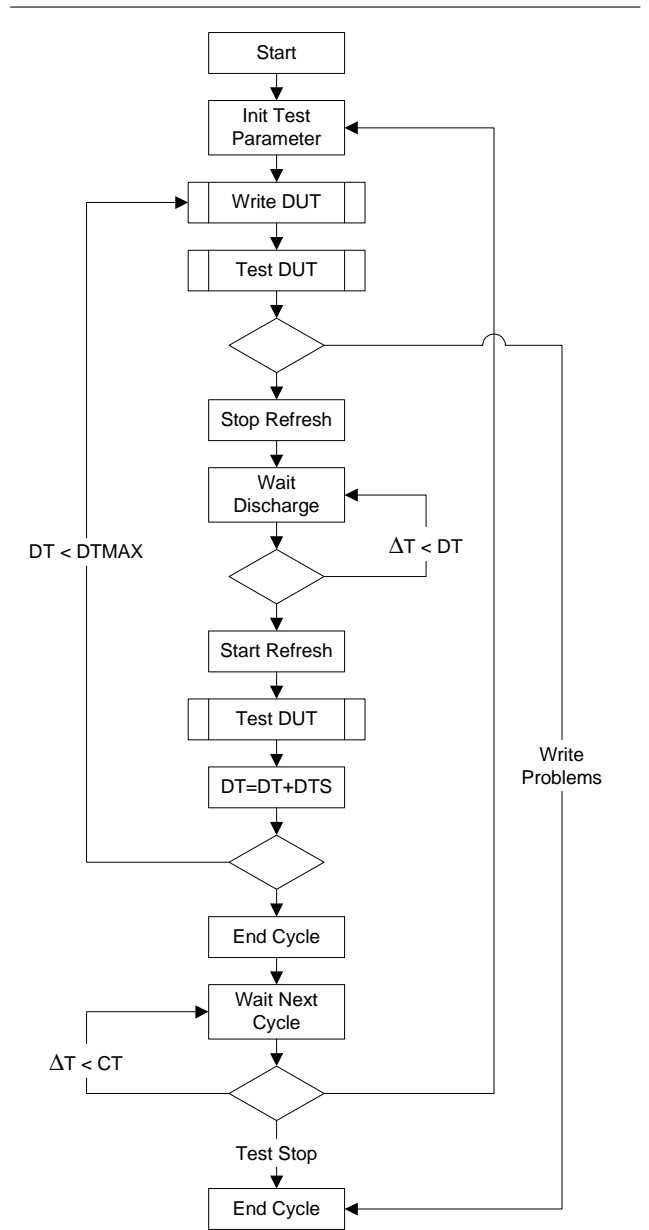 Start
Init Test
Parameter
Write DUT
Test DUT
Stop Refresh
Wait
Discharge
DT < DTMAX
ΔT < DT
Start Refresh
Test DUT
Write
Problems
DT=DT+DTS
End Cycle
Wait Next
Cycle
ΔT < CT
Test Stop
End Cycle